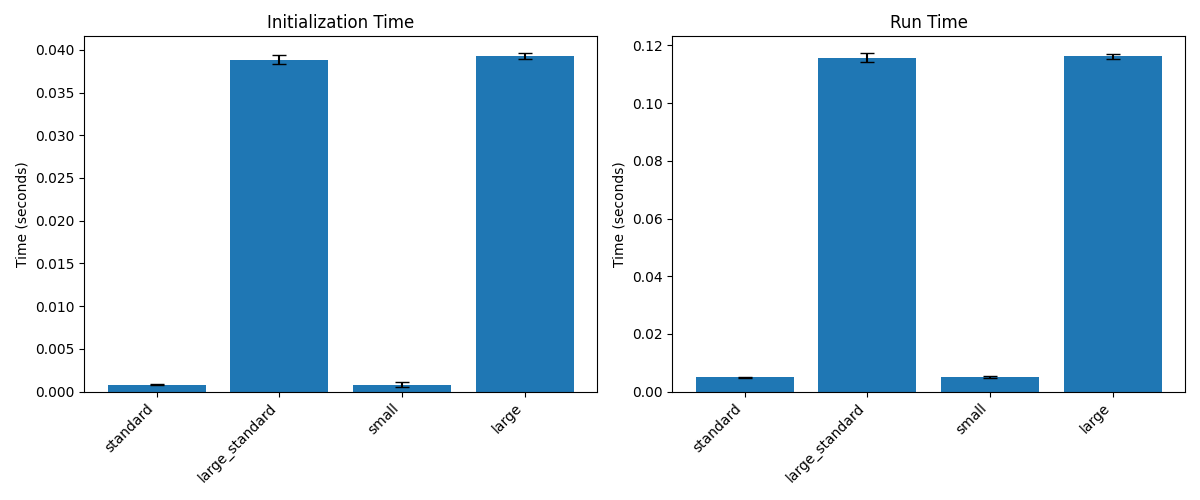 Initialization Time
Time (seconds)
0.040
0.035
0.030
0.025
0.020
0.015
0.010
0.005
0.000
standard
large_standard
small
large
Run Time
Time (seconds)
0.12
0.10
0.08
0.06
0.04
0.02
0.00
standard
large_standard
small
large